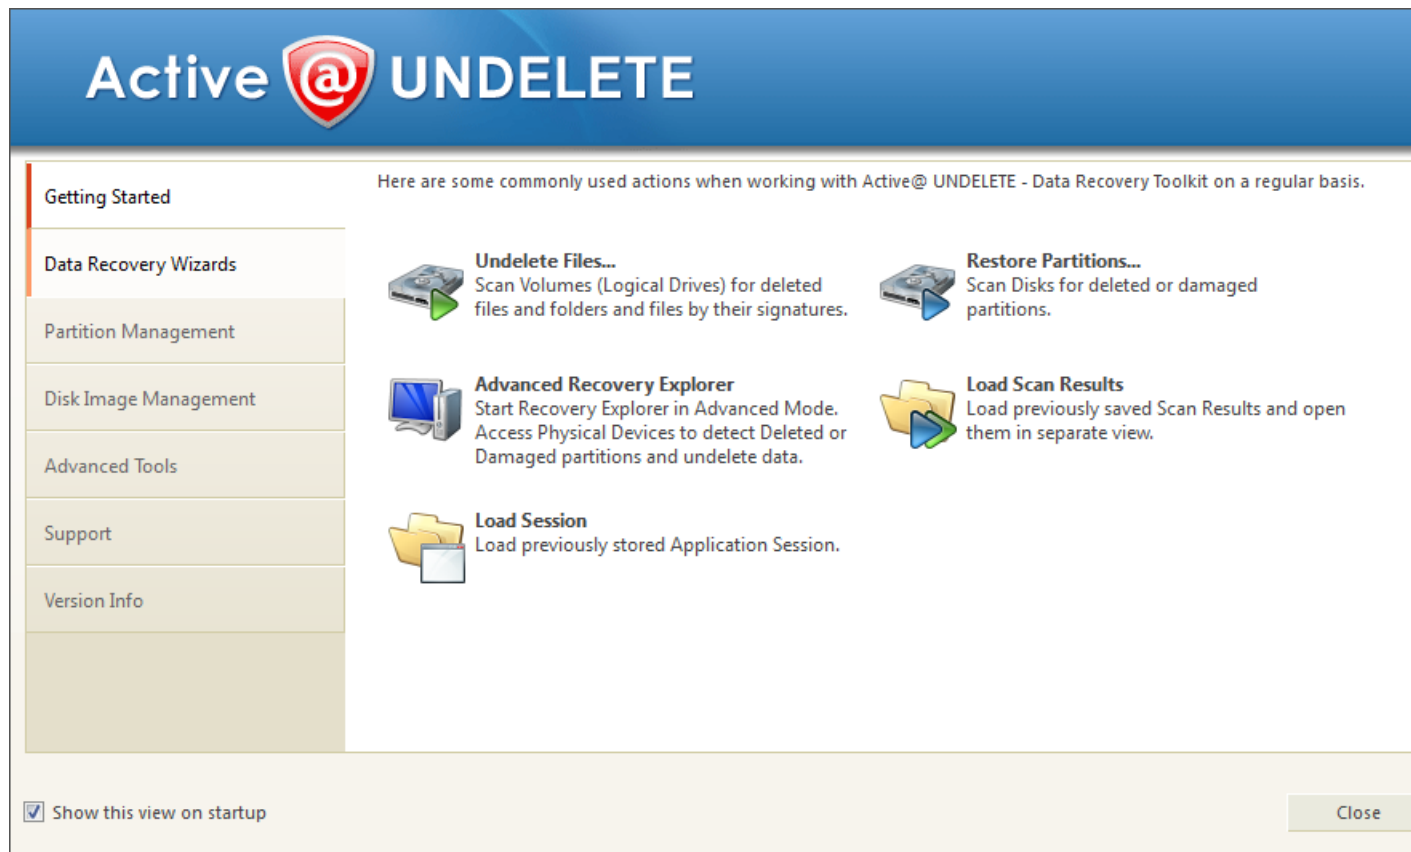 Active @ UNDELETE
Getting Started
Data Recovery Wizards
Partition Management
Disk Image Management
Advanced Tools
Support
Version Info
Here are some commonly used actions when working with Active@ UNDELETE - Data Recovery Toolkit on a regular basis.
Undelete Files...
Scan Volumes (Logical Drives) for deleted
files and folders and files by their signatures.
Restore Partitions...
Scan Disks for deleted or damaged
partitions.
Advanced Recovery Explorer
Start Recovery Explorer in Advanced Mode.
Access Physical Devices to detect Deleted or
Damaged partitions and undelete data.
Load Scan Results
Load previously saved Scan Results and open
them in separate view.
Load Session
Load previously stored Application Session.
Show this view on startup
Close